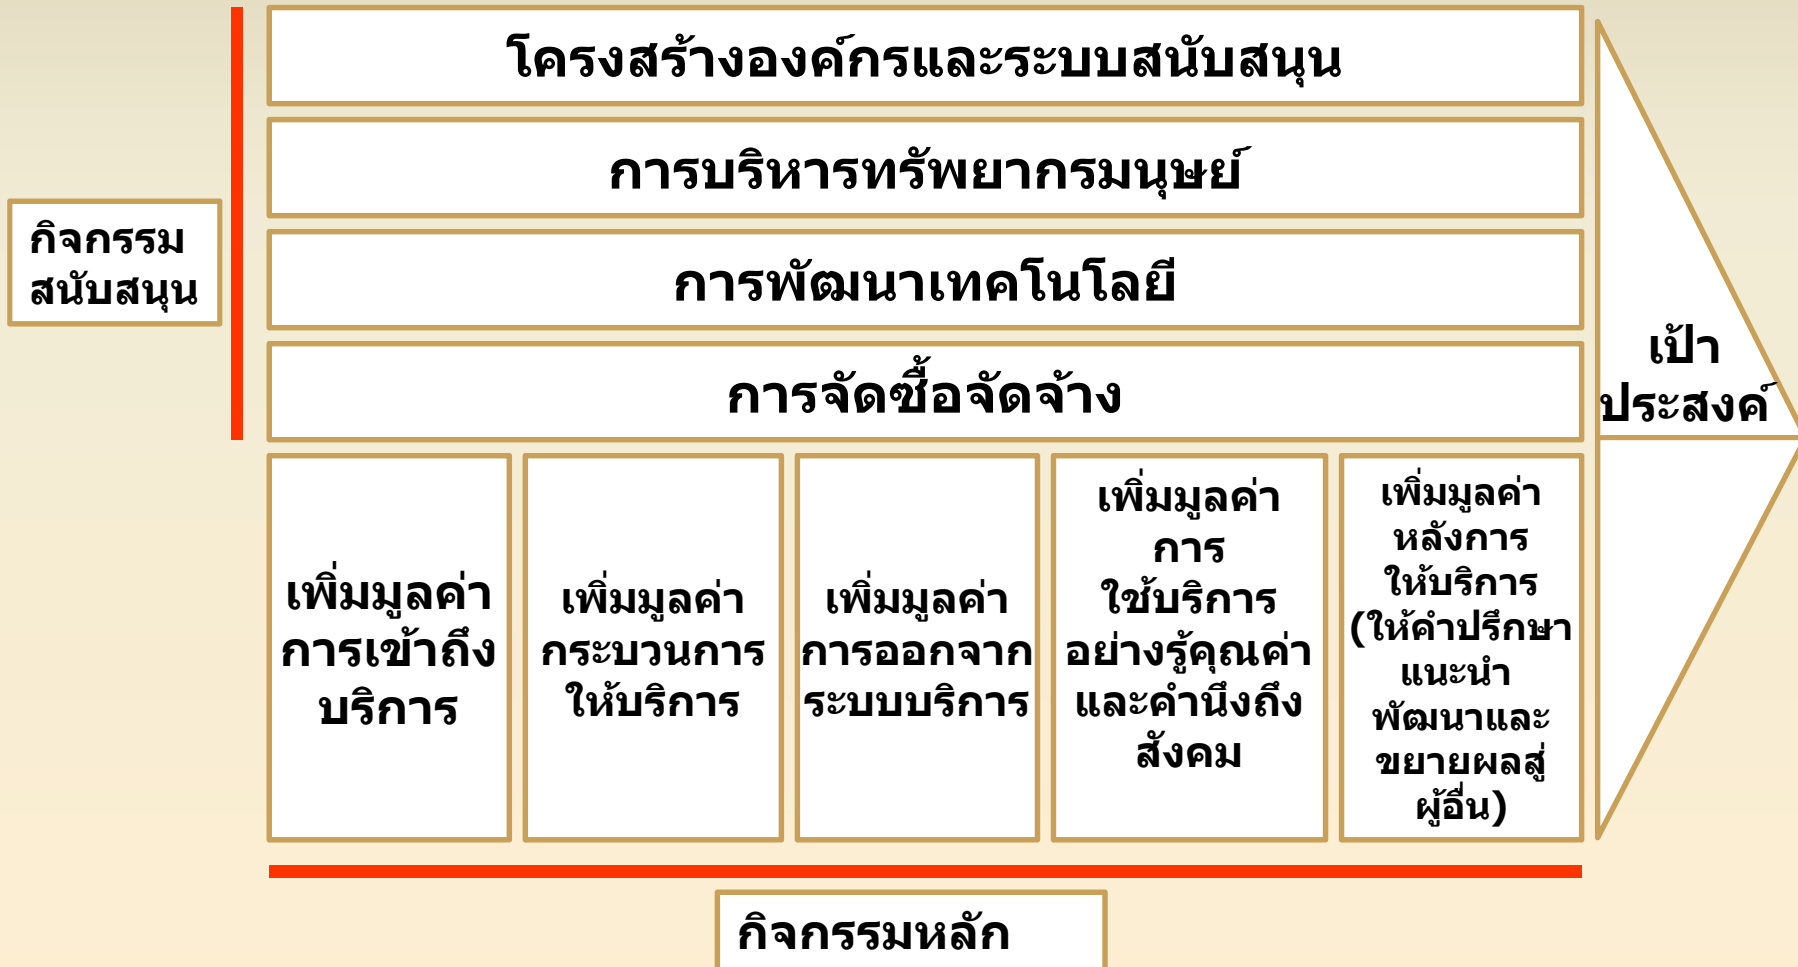 โครงสร้างองค์กรและระบบสนับสนุน
การบริหารทรัพยากรมนุษย์
กิจกรรม
สนับสนุน
การพัฒนาเทคโนโลยี
การจัดซื้อจัดจ้าง
เป้า
ประสงค์
เพิ่มมูลค่า
การเข้าถึง
บริการ
เพิ่มมูลค่า
กระบวนการ
ให้บริการ
เพิ่มมูลค่า
การออกจาก
ระบบบริการ
เพิ่มมูลค่า
การ
ใช้บริการ
อย่างรู้คุณค่า
และคำนึงถึง
สังคม
เพิ่มมูลค่า
หลังการ
ให้บริการ
(ให้คำปรึกษา
แนะนำ
พัฒนาและ
ขยายผลสู่
ผู้อื่น)
กิจกรรมหลัก